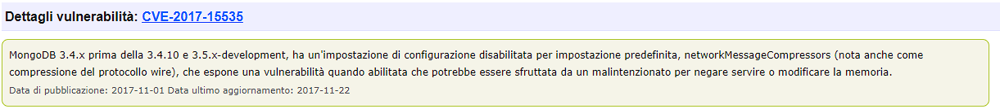 Dettagli vulnerabilità: CVE-2017-15535
MongoDB 3.4.x prima della 3.4.10 e 3.5.x-development, ha un'impostazione di configurazione disabilitata per impostazione predefinita, networkMessageCompressors (nota anche come
compressione del protocollo wire), che espone una vulnerabilità quando abilitata che potrebbe essere sfruttata da un malintenzionato per negare servire o modificare la memoria.
Data di pubblicazione: 2017-11-01 Data ultimo aggiornamento: 2017-11-22